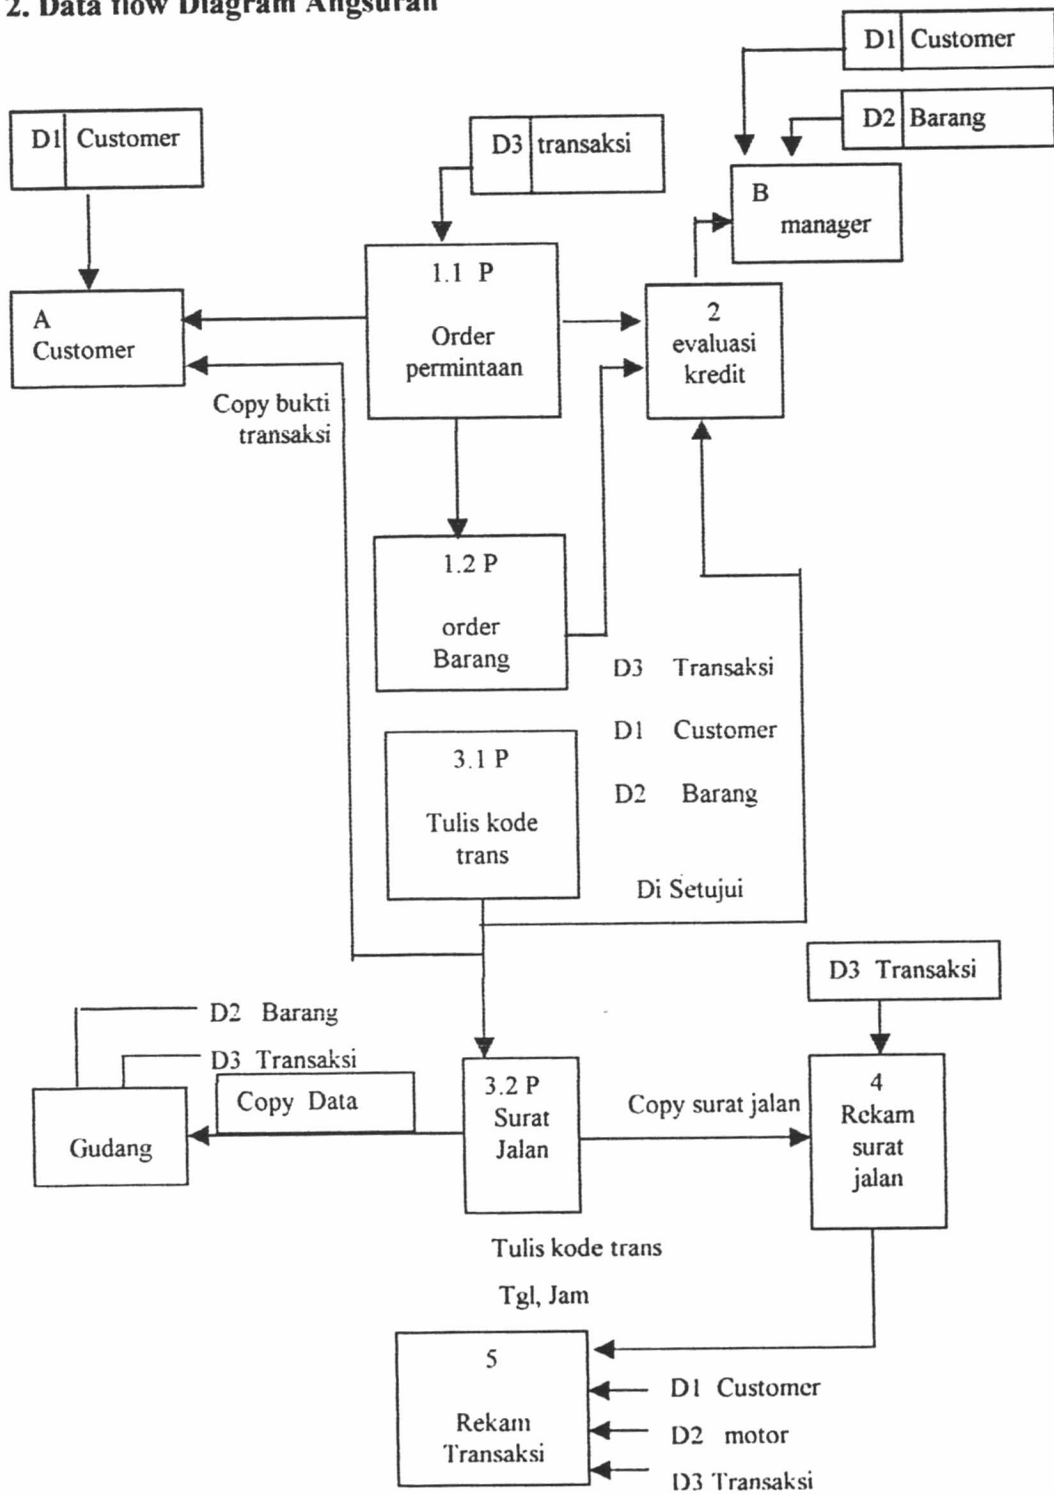 2. Data flow Diagram Angsuran
D1 Customer
D2 Barang
D1 Customer
D3 transaksi
B
manager
A
Customer
1.1 P
Order
permintaan
2
evaluasi
kredit
Copy bukti
transaksi
1.2 P
order
Barang
D3 Transaksi
D1 Customer
D2 Barang
3.1 P
Tulis kode
trans
Di Setujui
D3 Transaksi
D2 Barang
D3 Transaksi
Copy Data
Gudang
3.2 P
Surat
Jalan
Copy surat jalan
4
Rekam
surat
jalan
Tulis kode trans
Tgl, Jam
5
Rekam
Transaksi
D1 Customer
D2 motor
D3 Transaksi